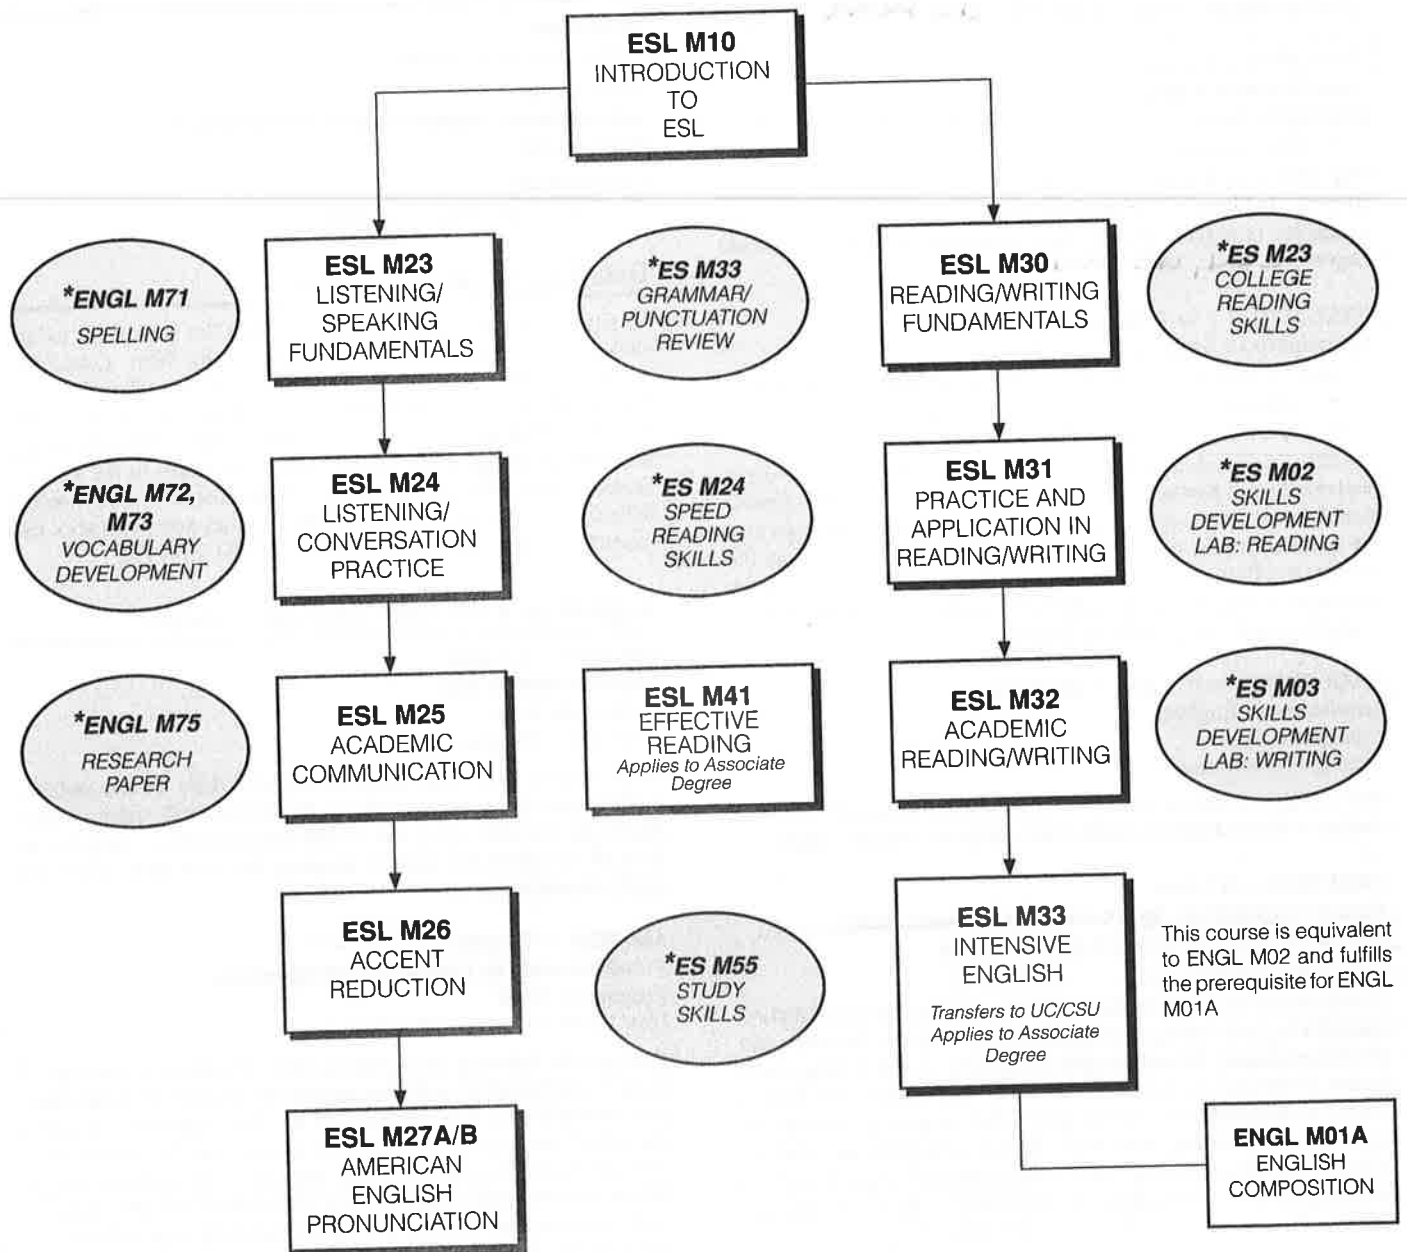 ESL M10
INTRODUCTION
TO
ESL
*ENGL M71
SPELLING
ESL M23
LISTENING/
SPEAKING
FUNDAMENTALS
*ES M33
GRAMMAR/
PUNCTUATION
REVIEW
ESL M30
READING/WRITING
FUNDAMENTALS
*ES M23
COLLEGE
READING
SKILLS
*ENGL M72,
M73
VOCABULARY
DEVELOPMENT
ESL M24
LISTENING/
CONVERSATION
PRACTICE
*ES M24
SPEED
READING
SKILLS
ESL M31
PRACTICE AND
APPLICATION IN
READING/WRITING
*ES M02
SKILLS
DEVELOPMENT
LAB: READING
*ENGL M75
RESEARCH
PAPER
ESL M25
ACADEMIC
COMMUNICATION
ESL M41
EFFECTIVE
READING
Applies to Associate
Degree
ESL M32
ACADEMIC
READING/WRITING
*ES M03
SKILLS
DEVELOPMENT
LAB: WRITING
ESL M26
ACCENT
REDUCTION
*ES M55
STUDY
SKILLS
ESL M33
INTENSIVE
ENGLISH
Transfers to UC/CSU
Applies to Associate
Degree
This course is equivalent
to ENGL M02 and fulfills
the prerequisite for ENGL
M01A
ESL M27A/B
AMERICAN
ENGLISH
PRONUNCIATION
ENGL M01A
ENGLISH
COMPOSITION